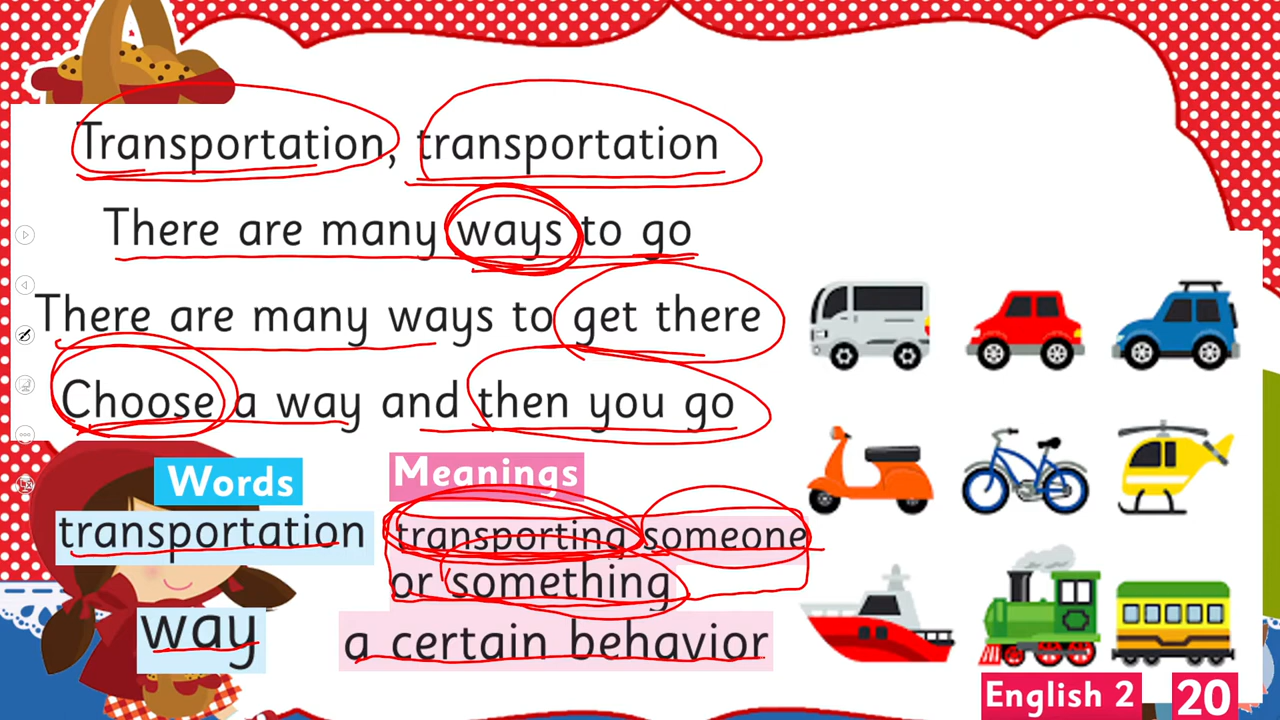 Transportation, transportation
There are many ways to go
There are many ways to get there
Choose a way and then you go
Words
Meanings
transportation
transporting someone
or something
way
a certain behavior
English 2
20